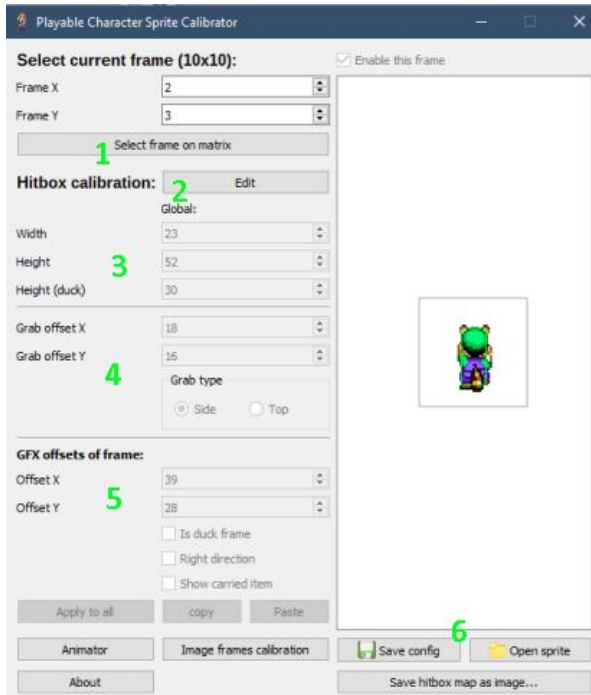 Playable Character Sprite Calibrator
Select current frame (10x10):
Enable this frame
Frame X 2
Frame Y 3
Select frame on matrix
1
Hitbox calibration: Edit
2
Global:
Width 23
Height 52
3
Height (duck) 30
Grab offset X 18
Grab offset Y 16
4
Grab type
Side Top
GFX offsets of frame:
Offset X 39
5
Offset Y 28
Is duck frame
Right direction
Show carried item
Apply to all copy Paste
6
Animator Image frames calibration Save config Open sprite
About Save hitbox map as image...